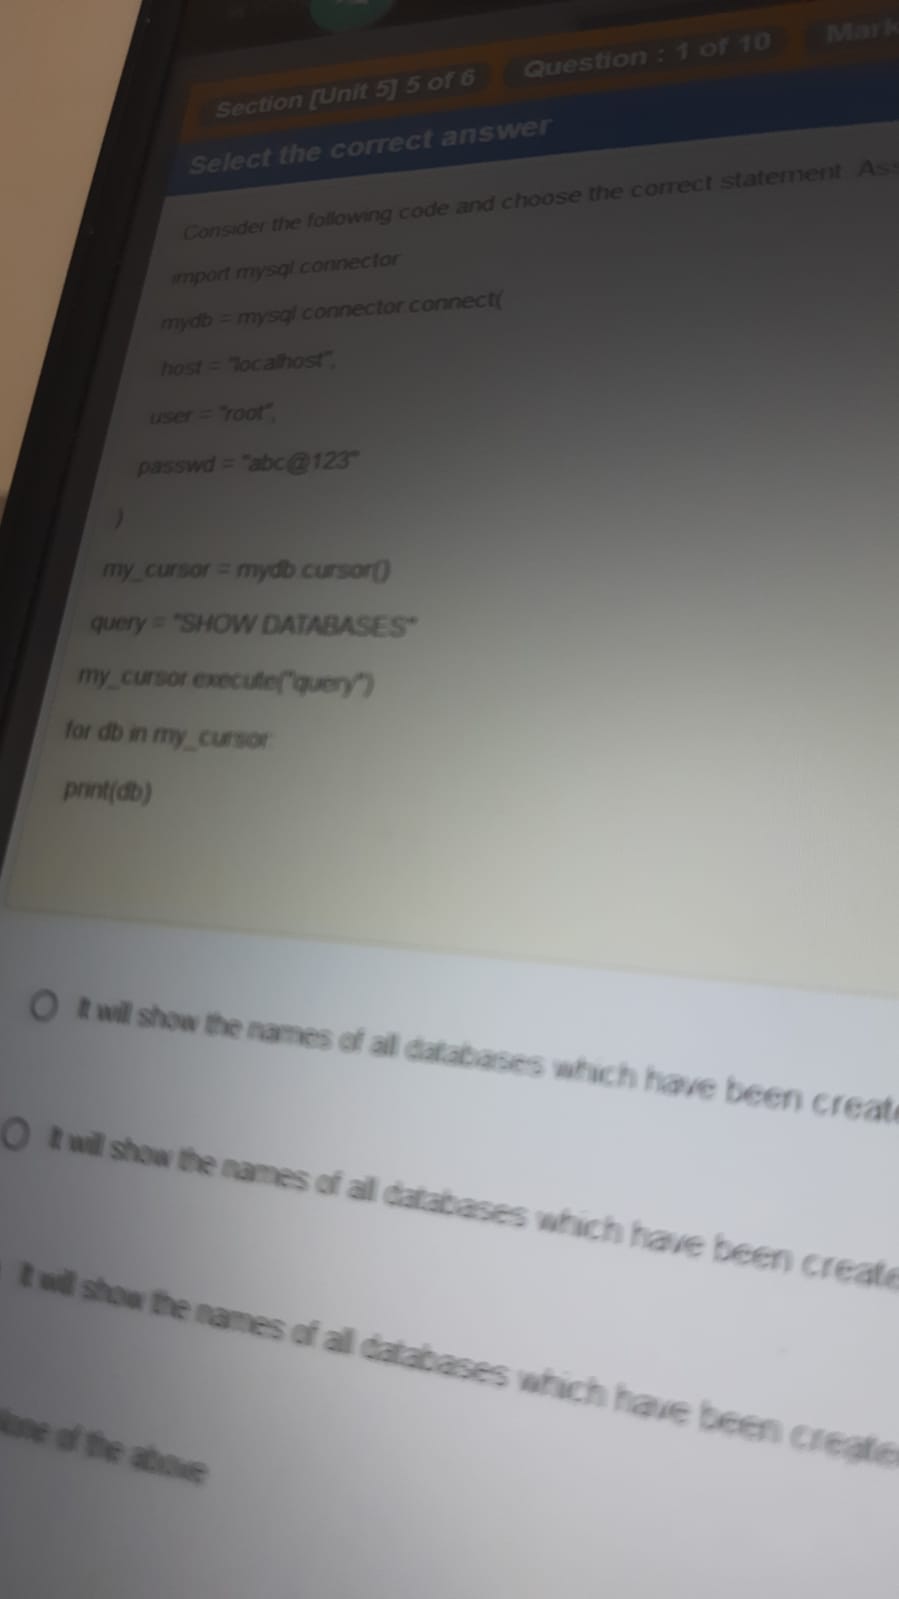 Section [Unit 5] 5 of 6 Question : 1 of 10 Mark
Select the correct answer
Consider the following code and choose the correct statement. Ass
import mysql.connector
mydb = mysql.connector.connect(
host = "localhost",
user = "root",
passwd = "abc@123"
)
my_cursor = mydb.cursor()
query = "SHOW DATABASES"
my_cursor.execute("query")
for db in my_cursor:
print(db)
It will show the names of all databases which have been create
It will show the names of all databases which have been create
It will show the names of all databases which have been create
None of the above